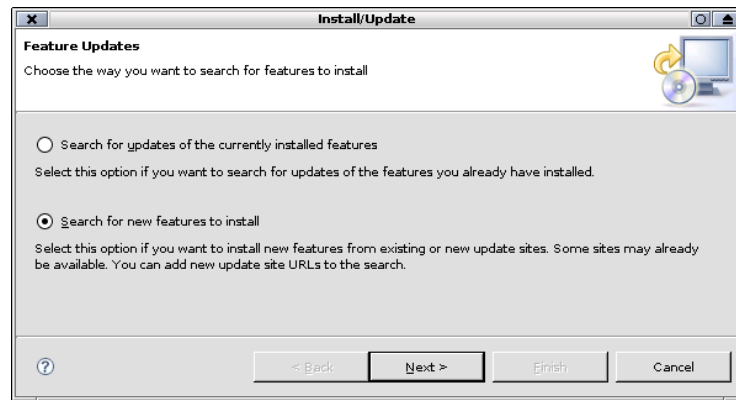 Install/Update
Feature Updates
Choose the way you want to search for features to install
Search for updates of the currently installed features
Select this option if you want to search for updates of the features you already have installed.
Search for new features to install
Select this option if you want to install new features from existing or new update sites. Some sites may already
be available. You can add new update site URLs to the search.
< Back Next > Finish Cancel